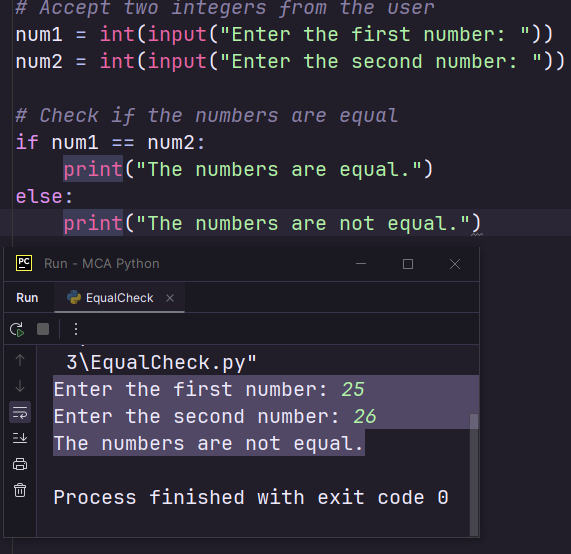 # Accept two integers from the user
num1 = int(input("Enter the first number: "))
num2 = int(input("Enter the second number: "))
# Check if the numbers are equal
if num1 == num2:
    print("The numbers are equal.")
else:
    print("The numbers are not equal.")
PC
Run - MCA Python
Run EqualCheck
3\EqualCheck.py"
Enter the first number: 25
Enter the second number: 26
The numbers are not equal.
Process finished with exit code 0